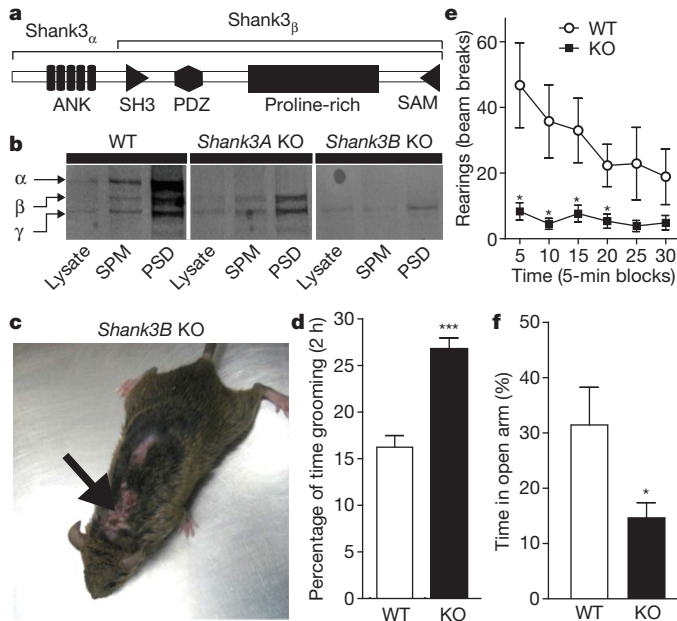 a
Shank3α
Shank3β
ANK
SH3
PDZ
Proline-rich
SAM
b
WT
Shank3A KO
Shank3B KO
α
β
γ
Lysate
SPM
PSD
Lysate
SPM
PSD
Lysate
SPM
PSD
c
Shank3B KO
d
Percentage of time grooming (2 h)
30
25
20
15
10
5
0
***
WT
KO
e
WT
KO
Rearings (beam breaks)
60
40
20
0
*
*
*
*
5
10
15
20
25
30
Time (5-min blocks)
f
Time in open arm (%)
50
40
30
20
10
0
*
WT
KO